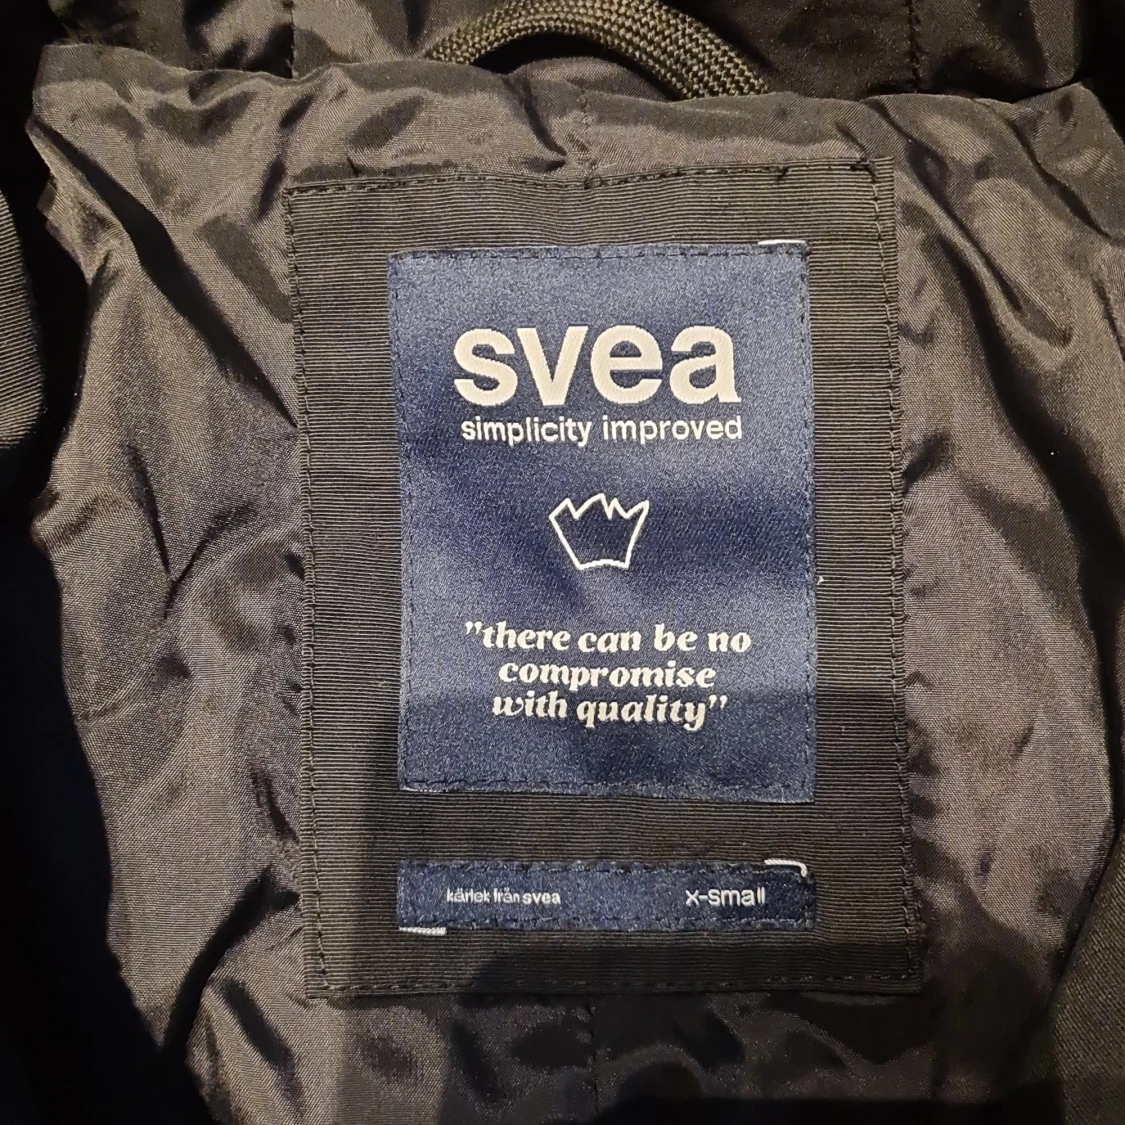 svea
simplicity improved
"there can be no
compromise
with quality"
kärlek från svea
x-small